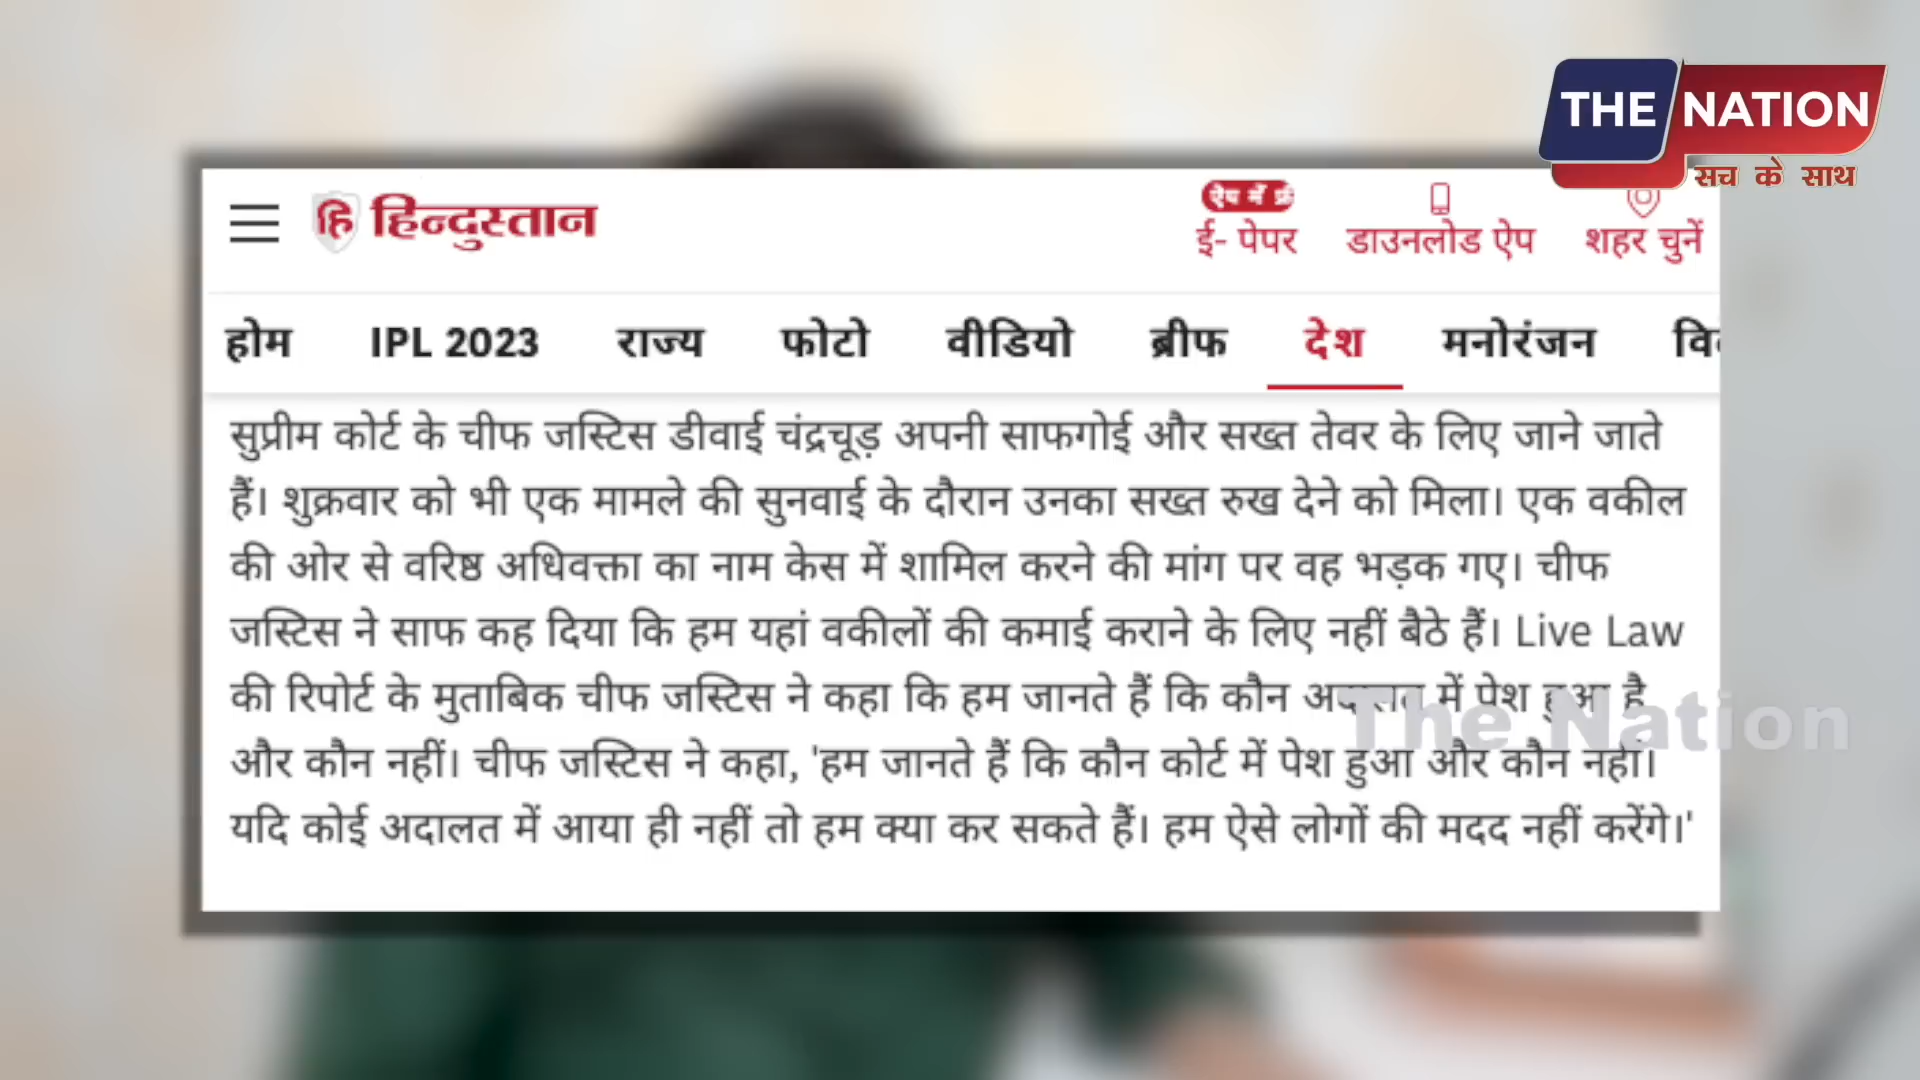 THE NATION
सच के साथ
हि हिन्दुस्तान
ऐप में फ्री
ई- पेपर
डाउनलोड ऐप
शहर चुनें
होम IPL 2023 राज्य फोटो वीडियो ब्रीफ देश मनोरंजन
सुप्रीम कोर्ट के चीफ जस्टिस डीवाई चंद्रचूड़ अपनी साफगोई और सख्त तेवर के लिए जाने जाते
हैं। शुक्रवार को भी एक मामले की सुनवाई के दौरान उनका सख्त रुख देने को मिला। एक वकील
की ओर से वरिष्ठ अधिवक्ता का नाम केस में शामिल करने की मांग पर वह भड़क गए। चीफ
जस्टिस ने साफ कह दिया कि हम यहां वकीलों की कमाई कराने के लिए नहीं बैठे हैं। Live Law
की रिपोर्ट के मुताबिक चीफ जस्टिस ने कहा कि हम जानते हैं कि कौन अदालत में पेश हुआ है
और कौन नहीं। चीफ जस्टिस ने कहा, 'हम जानते हैं कि कौन कोर्ट में पेश हुआ और कौन नहीं।
यदि कोई अदालत में आया ही नहीं तो हम क्या कर सकते हैं। हम ऐसे लोगों की मदद नहीं करेंगे।'
The Nation